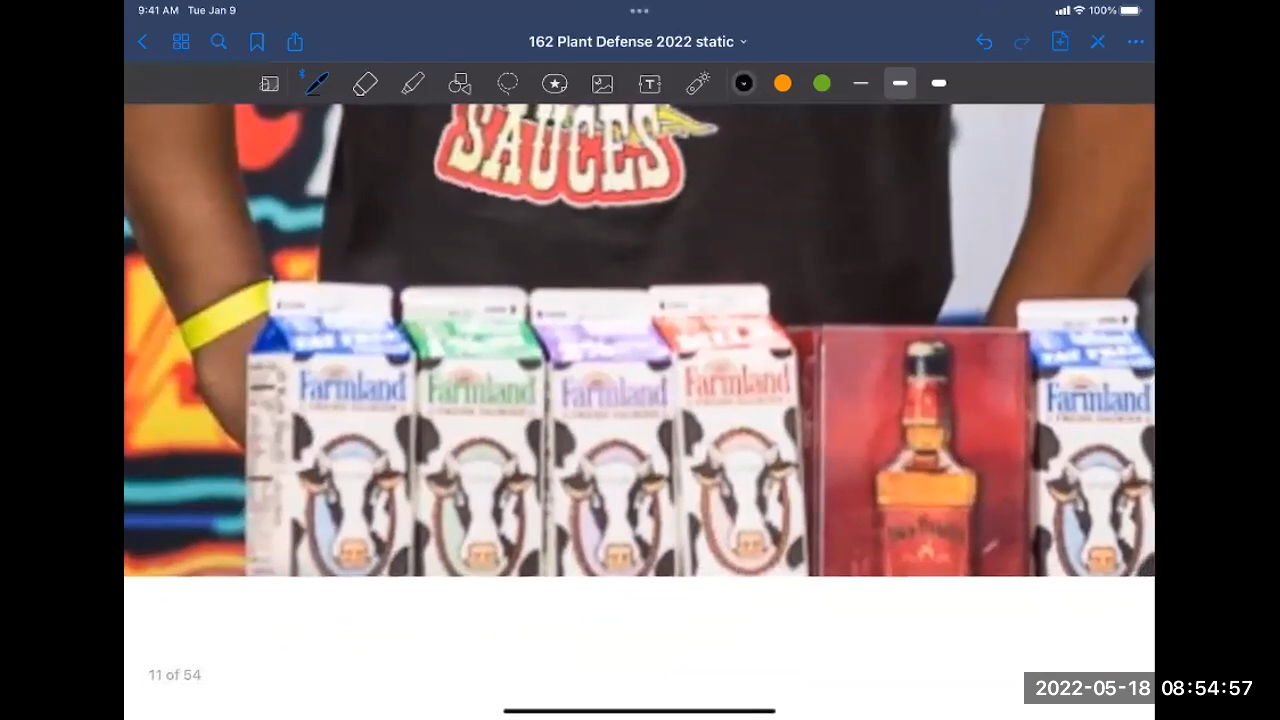 9:41 AM Tue Jan 9
100%
162 Plant Defense 2022 static
T
SAUCES
Farmland Farmland Farmland Farmland Farmland
11 of 54
2022-05-18 08:54:57